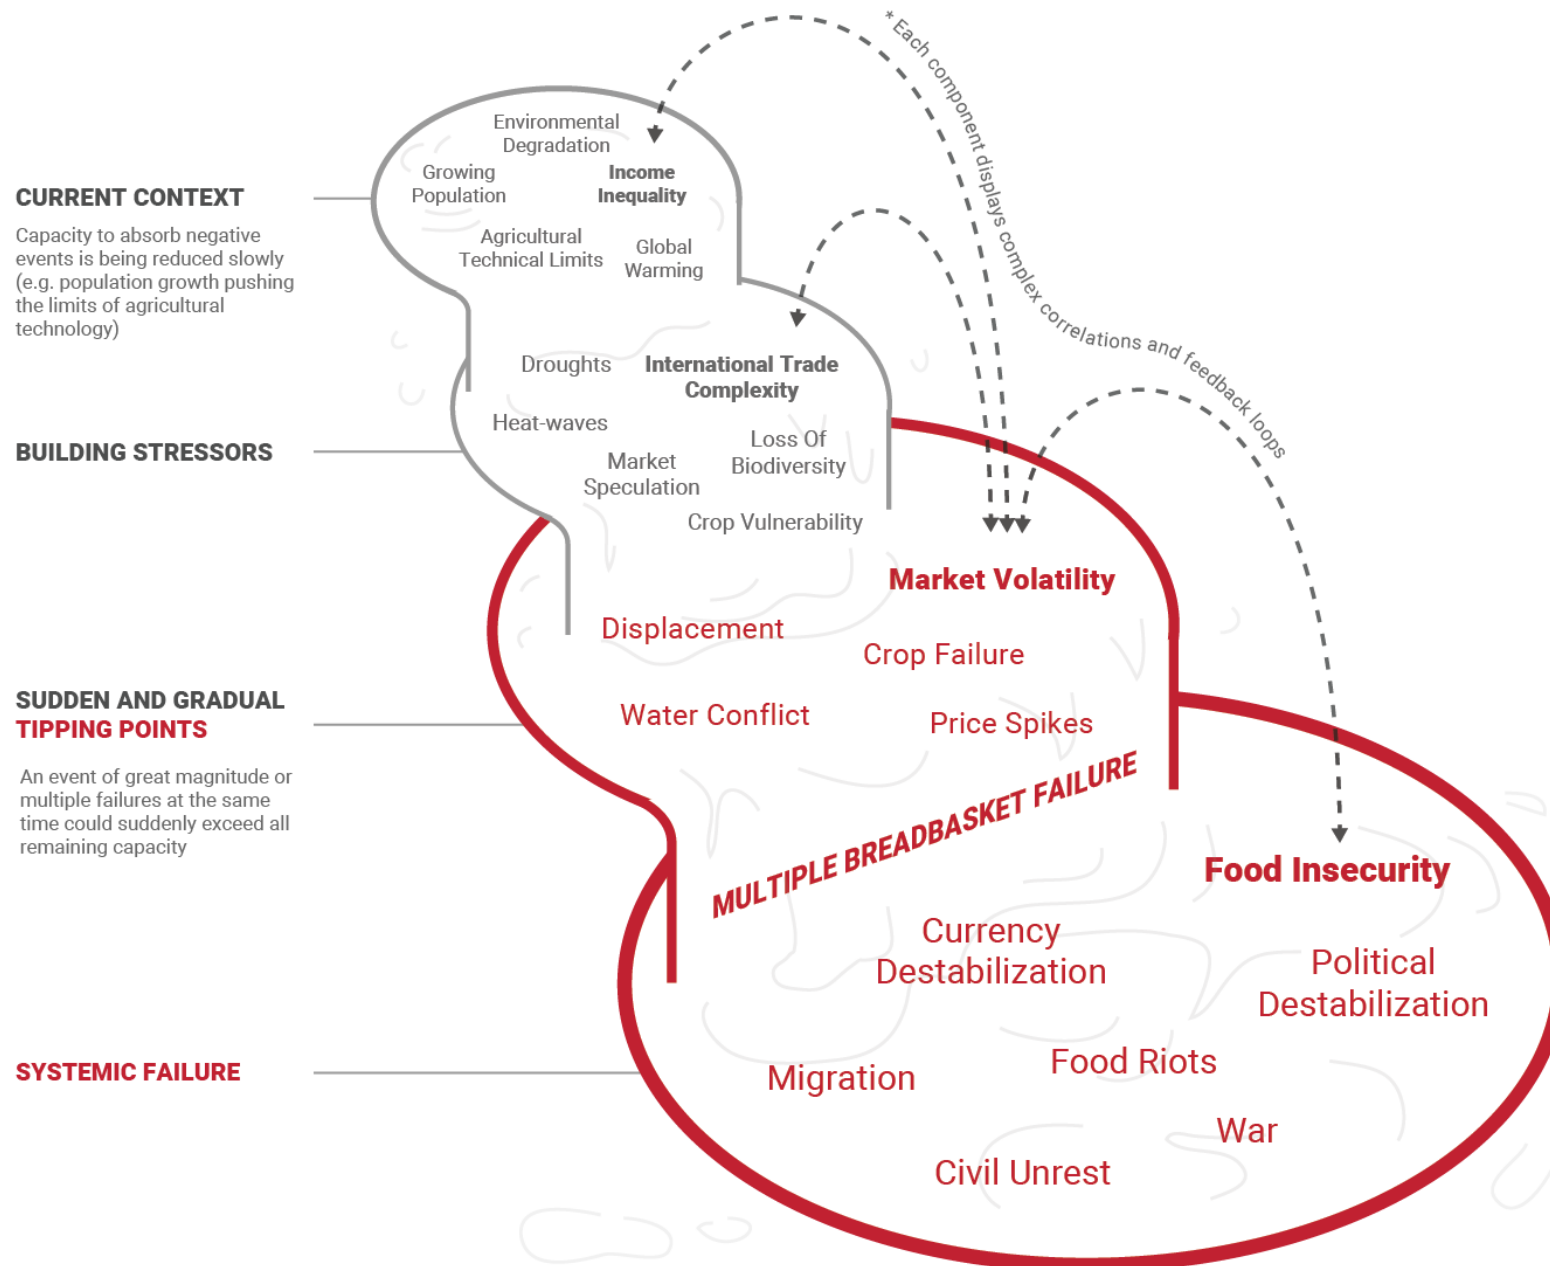 * Each component displays complex correlations and feedback loops
CURRENT CONTEXT
Capacity to absorb negative
events is being reduced slowly
(e.g. population growth pushing
the limits of agricultural
technology)
Environmental
Degradation
Growing
Population
Income
Inequality
Agricultural
Technical Limits
Global
Warming
BUILDING STRESSORS
Droughts
International Trade
Complexity
Heat-waves
Loss Of
Biodiversity
Market
Speculation
Crop Vulnerability
SUDDEN AND GRADUAL
TIPPING POINTS
An event of great magnitude or
multiple failures at the same
time could suddenly exceed all
remaining capacity
Market Volatility
Displacement
Crop Failure
Water Conflict
Price Spikes
MULTIPLE BREADBASKET FAILURE
SYSTEMIC FAILURE
Food Insecurity
Currency
Destabilization
Political
Destabilization
Food Riots
Migration
War
Civil Unrest